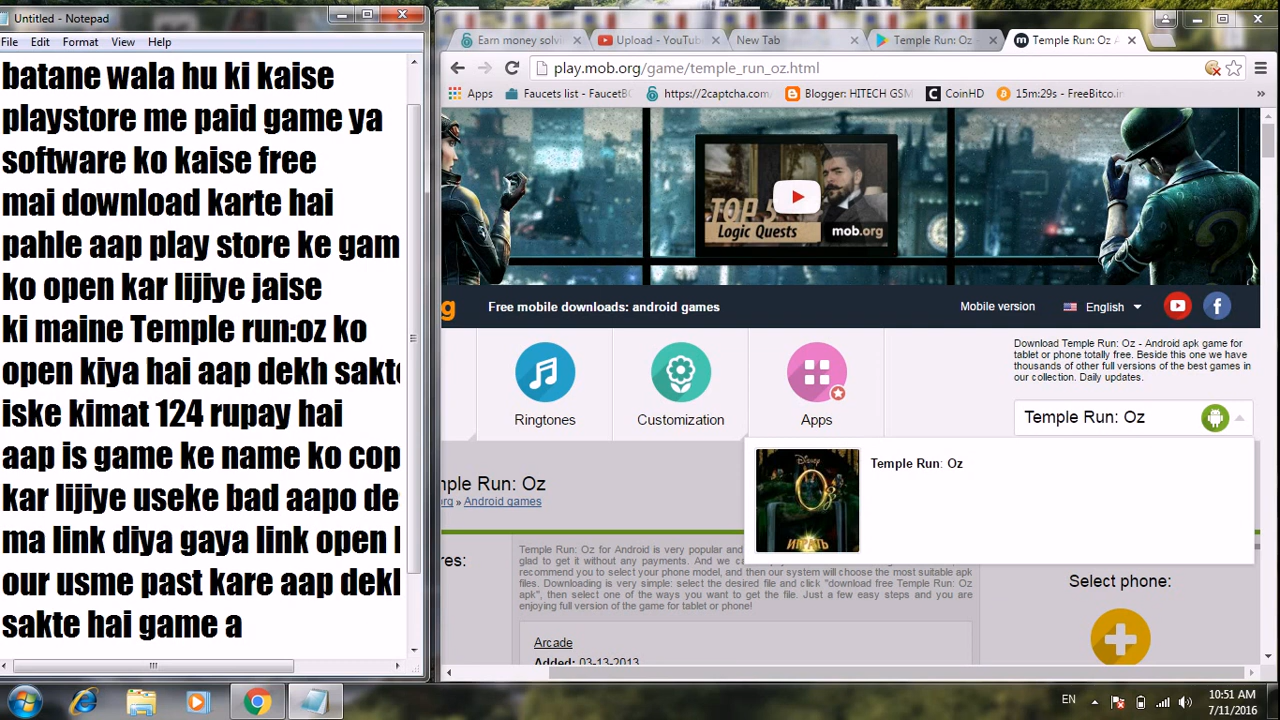 Untitled - Notepad
File Edit Format View Help
batane wala hu ki kaise
playstore me paid game ya
software ko kaise free
mai download karte hai
pahle aap play store ke gam
ko open kar lijiye jaise
ki maine Temple run:oz ko
open kiya hai aap dekh sakte
iske kimat 124 rupay hai
aap is game ke name ko cop
kar lijiye useke bad aapo de
ma link diya gaya link open
our usme past kare aap dekl
sakte hai game a
Earn money solvi
Upload - YouTube
New Tab
Temple Run: Oz
Temple Run: Oz A
play.mob.org/game/temple_run_oz.html
Apps Faucets list - FaucetBO https://2captcha.com/ Blogger: HITECH GSM CoinHD 15m:29s - FreeBitco.in »
TOP 5
Logic Quests
mob.org
g Free mobile downloads: android games Mobile version English
Ringtones Customization Apps
Download Temple Run: Oz - Android apk game for
tablet or phone totally free. Beside this one we have
thousands of other full versions of the best games in
our collection. Daily updates.
Temple Run: Oz
Disney
Oz
ИГРАТЬ
Temple Run: Oz
mple Run: Oz
org » Android games
res:
Temple Run: Oz for Android is very popular and
glad to get it without any payments. And we ca
recommend you to select your phone model, and then our system will choose the most suitable apk
files. Downloading is very simple: select the desired file and click "download free Temple Run: Oz
apk", then select one of the ways you want to get the file. Just a few easy steps and you are
enjoying full version of the game for tablet or phone!
Arcade
Added: 03-13-2013
Select phone:
EN
10:51 AM
7/11/2016